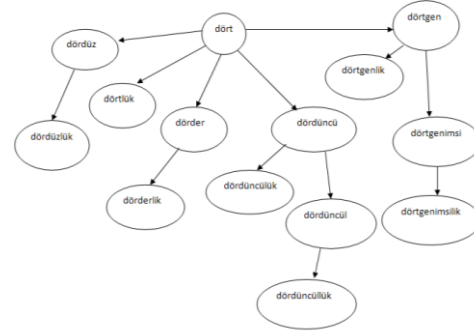 dört
dörtgen
dördüz
dörtgenlik
dörtlük
dörder
dördüncü
dörtgenimsi
dördüzlük
dördüncülük
dörderlik
dördüncül
dörtgenimsilik
dördüncüllük